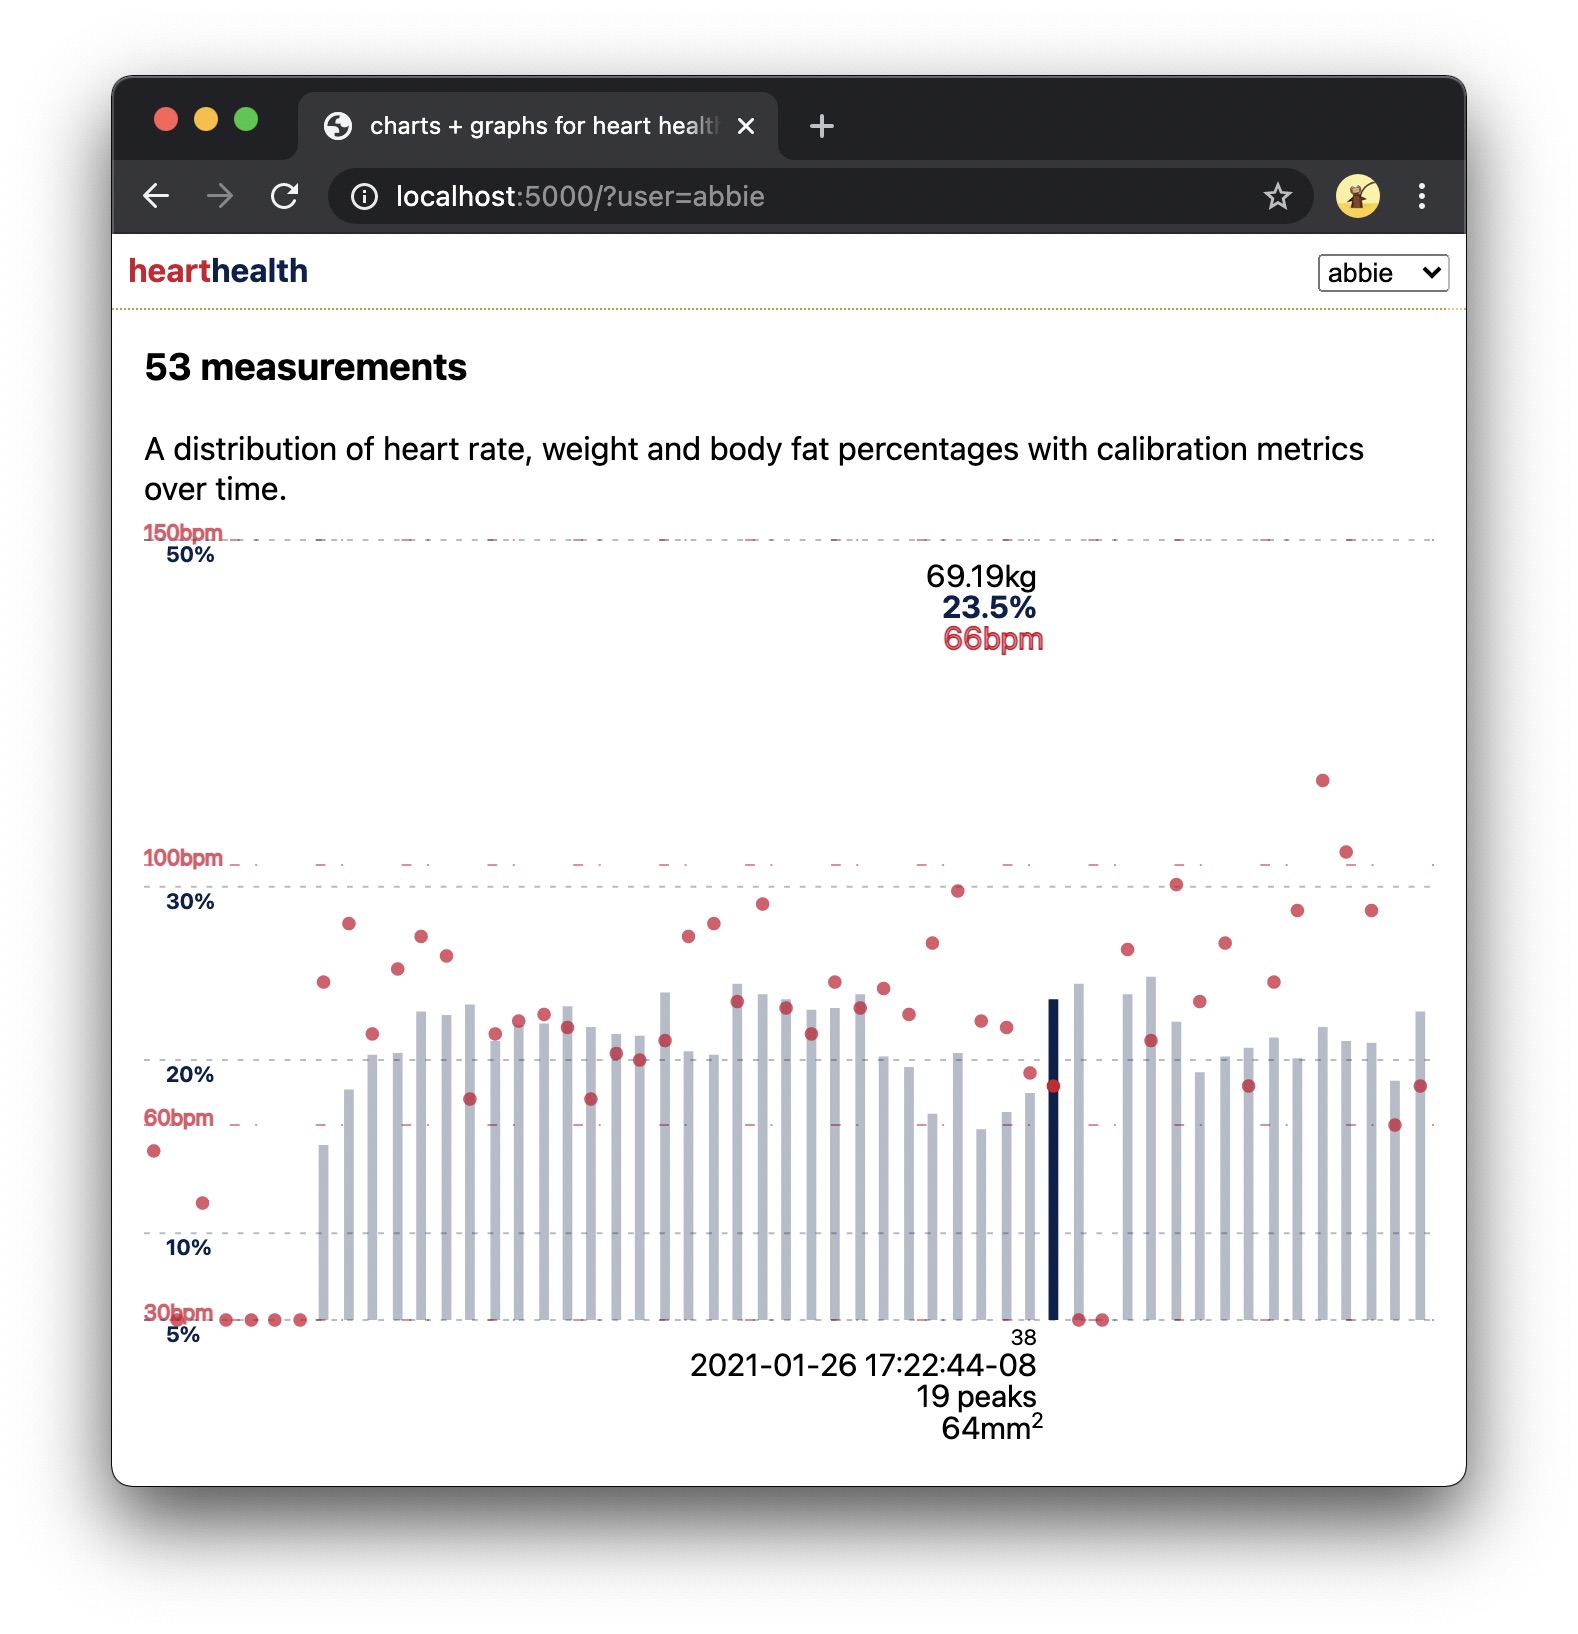 charts + graphs for heart healt
localhost:5000/?user=abbie
hearthealth
abbie
53 measurements
A distribution of heart rate, weight and body fat percentages with calibration metrics
over time.
150bpm
50%
69.19kg
23.5%
66bpm
100bpm
30%
20%
60bpm
10%
30bpm
5%
38
2021-01-26 17:22:44-08
19 peaks
64mm²